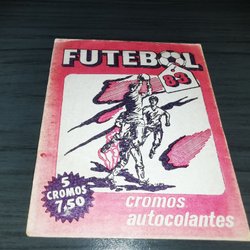 FUTEBOL
83
5
CROMOS
7,50
cromos
autocolantes